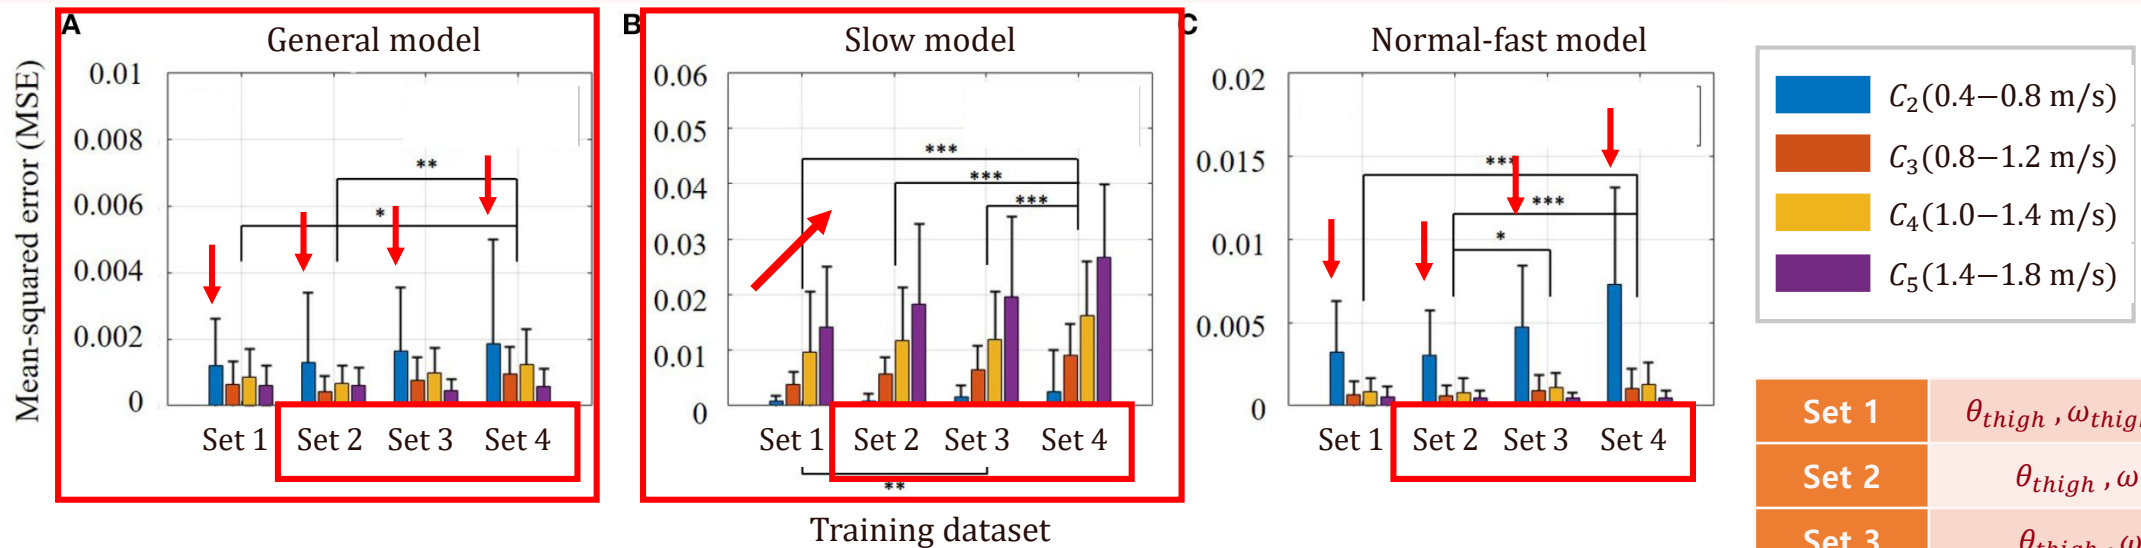 A
General model
Mean-squared error (MSE)
0.01
0.008
0.006
0.004
0.002
0
**
*
Set 1 Set 2 Set 3 Set 4
B
Slow model
0.06
0.05
0.04
0.03
0.02
0.01
0
***
***
***
Set 1 Set 2 Set 3 Set 4
**
Training dataset
C
Normal-fast model
0.02
0.015
0.01
0.005
0
***
***
*
Set 1 Set 2 Set 3 Set 4
C₂(0.4−0.8 m/s)
C₃(0.8−1.2 m/s)
C₄(1.0−1.4 m/s)
C₅(1.4−1.8 m/s)
Set 1 θthigh , ωthigh
Set 2 θthigh , ω
Set 3 θthigh , ω